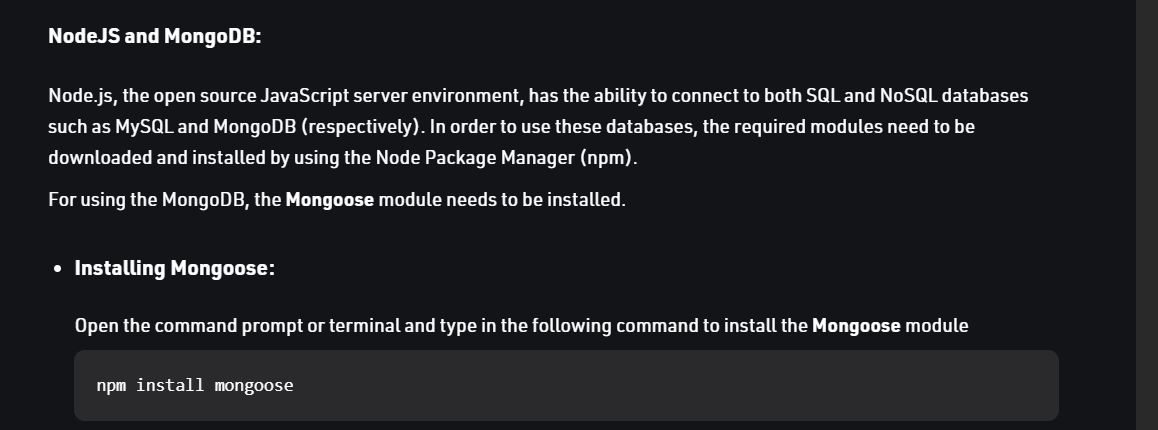 NodeJS and MongoDB:
Node.js, the open source JavaScript server environment, has the ability to connect to both SQL and NoSQL databases
such as MySQL and MongoDB (respectively). In order to use these databases, the required modules need to be
downloaded and installed by using the Node Package Manager (npm).
For using the MongoDB, the Mongoose module needs to be installed.
• Installing Mongoose:
Open the command prompt or terminal and type in the following command to install the Mongoose module
npm install mongoose